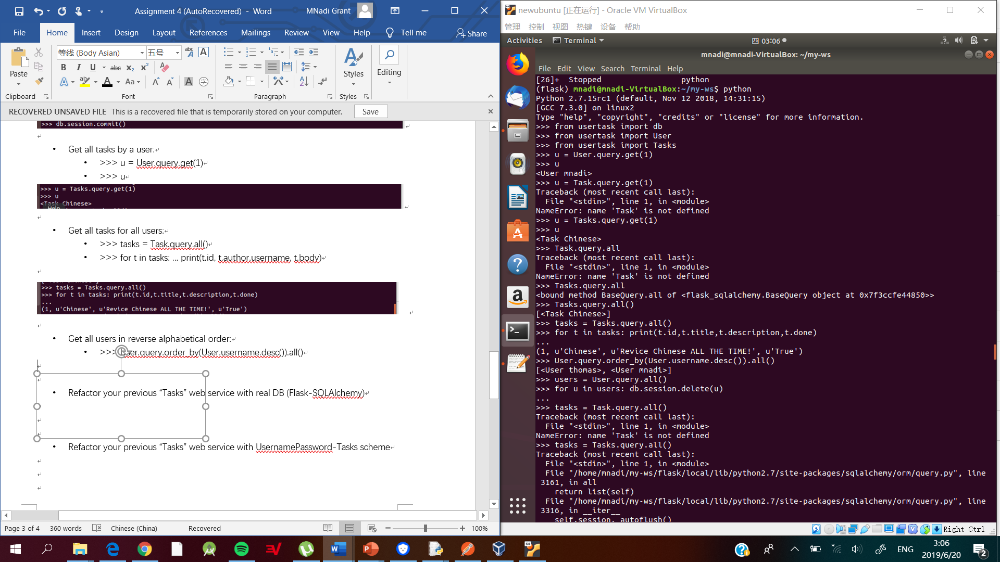 Assignment 4 (AutoRecovered) - Word
MNadi Grant
File Home Insert Design Layout References Mailings Review View Help Tell me Share
等线 (Body Asian) 五号
Paste
Styles
Editing
Clipboard Font Paragraph Styles
RECOVERED UNSAVED FILE This is a recovered file that is temporarily stored on your computer. Save
>>> db.session.commit()
• Get all tasks by a user:
• >>> u = User.query.get(1)
• >>> u
>>> u = Tasks.query.get(1)
>>> u
<Task Chinese>
• Get all tasks for all users:
• >>> tasks = Task.query.all()
• >>> for t in tasks: ... print(t.id, t.author.username, t.body)
>>> tasks = Tasks.query.all()
>>> for t in tasks: print(t.id,t.title,t.description,t.done)
...
(1, u'Chinese', u'Revice Chinese ALL THE TIME!', u'True')
• Get all users in reverse alphabetical order:
• >>> User.query.order_by(User.username.desc()).all()
• Refactor your previous “Tasks” web service with real DB (Flask-SQLAlchemy)
• Refactor your previous “Tasks” web service with UsernamePassword-Tasks scheme
Page 3 of 4 360 words Chinese (China) Recovered 100%
newubuntu [正在运行] - Oracle VM VirtualBox
管理 控制 视图 热键 设备 帮助
Activities Terminal 四 03:06
mnadi@mnadi-VirtualBox: ~/my-ws
File Edit View Search Terminal Help
[26]+ Stopped python
(flask) mnadi@mnadi-VirtualBox:~/my-ws$ python
Python 2.7.15rc1 (default, Nov 12 2018, 14:31:15)
[GCC 7.3.0] on linux2
Type "help", "copyright", "credits" or "license" for more information.
>>> from usertask import db
>>> from usertask import User
>>> from usertask import Tasks
>>> u = User.query.get(1)
>>> u
<User mnadi>
>>> u = Task.query.get(1)
Traceback (most recent call last):
File "<stdin>", line 1, in <module>
NameError: name 'Task' is not defined
>>> u = Tasks.query.get(1)
>>> u
<Task Chinese>
>>> Task.query.all
Traceback (most recent call last):
File "<stdin>", line 1, in <module>
NameError: name 'Task' is not defined
>>> Tasks.query.all
<bound method BaseQuery.all of <flask_sqlalchemy.BaseQuery object at 0x7f3ccfe44850>>
>>> Tasks.query.all()
[<Task Chinese>]
>>> tasks = Tasks.query.all()
>>> for t in tasks: print(t.id,t.title,t.description,t.done)
...
(1, u'Chinese', u'Revice Chinese ALL THE TIME!', u'True')
>>> User.query.order_by(User.username.desc()).all()
[<User thomas>, <User mnadi>]
>>> users = User.query.all()
>>> for u in users: db.session.delete(u)
...
>>> tasks = Task.query.all()
Traceback (most recent call last):
File "<stdin>", line 1, in <module>
NameError: name 'Task' is not defined
>>> tasks = Tasks.query.all()
Traceback (most recent call last):
File "<stdin>", line 1, in <module>
File "/home/mnadi/my-ws/flask/local/lib/python2.7/site-packages/sqlalchemy/orm/query.py", line
3161, in all
return list(self)
File "/home/mnadi/my-ws/flask/local/lib/python2.7/site-packages/sqlalchemy/orm/query.py", line
3316, in __iter__
self.session._autoflush()
Right Ctrl
ENG
3:06
2019/6/20
2